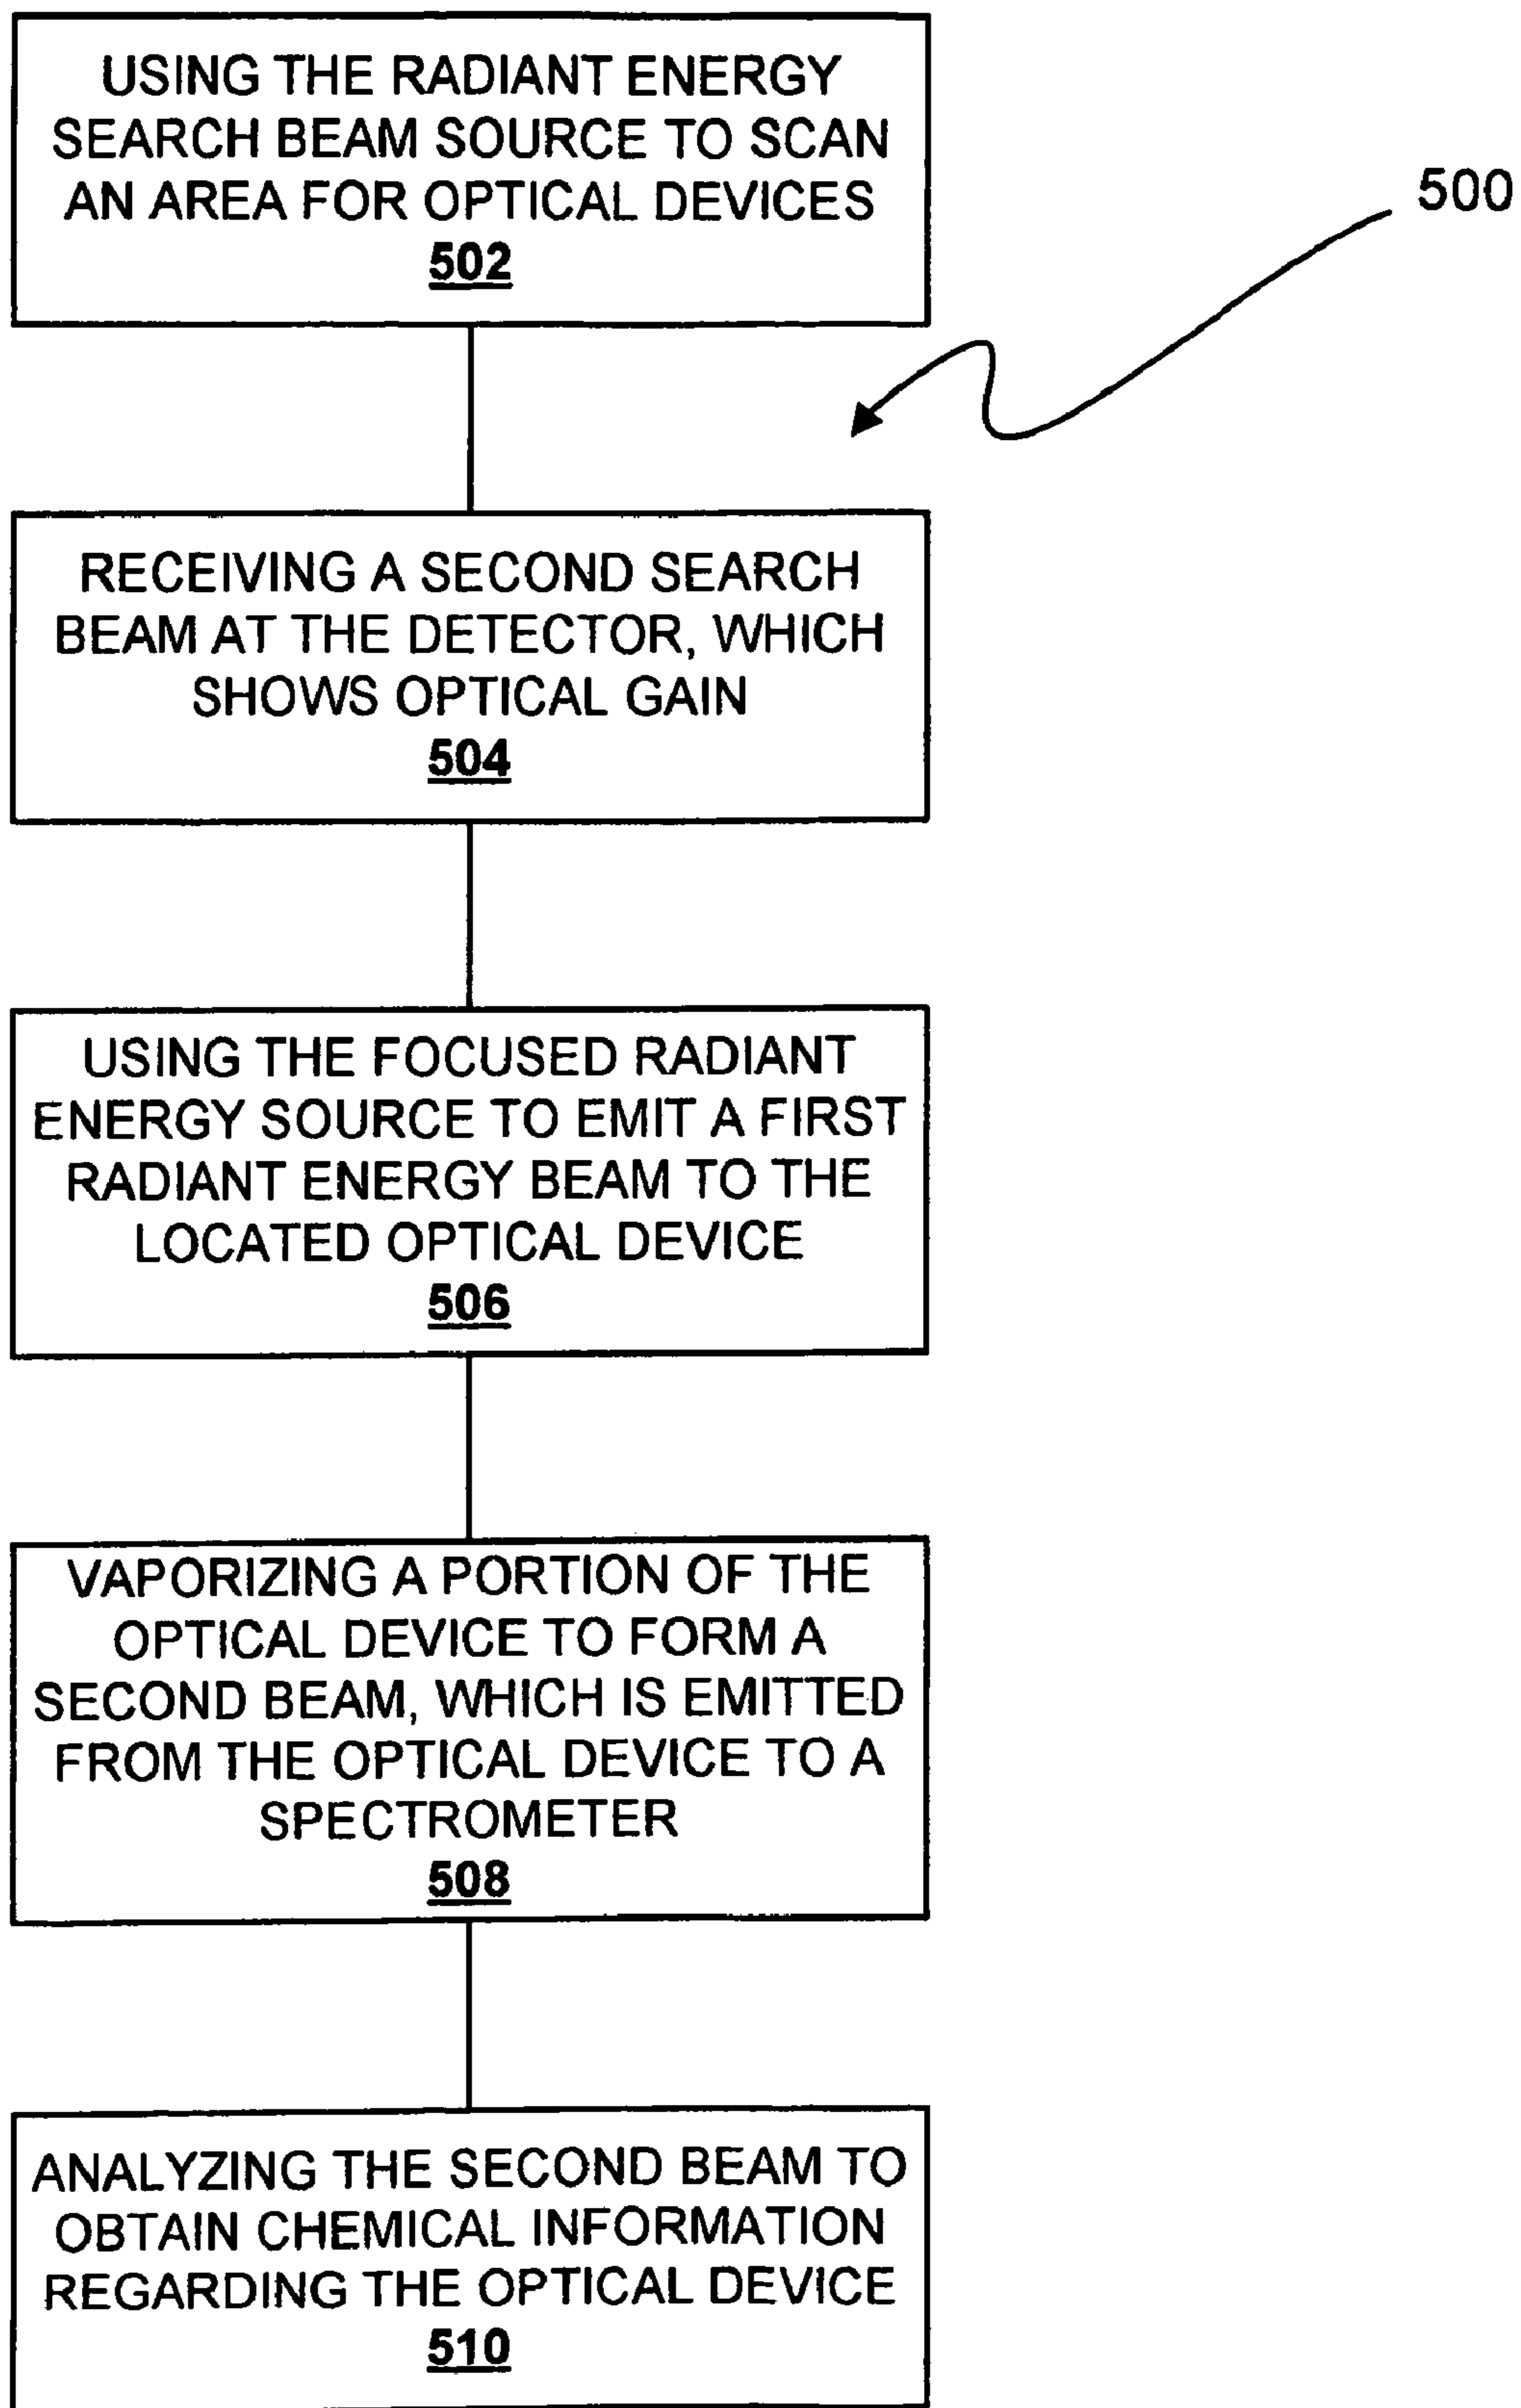 USING THE RADIANT ENERGY
SEARCH BEAM SOURCE TO SCAN
AN AREA FOR OPTICAL DEVICES
502
500
RECEIVING A SECOND SEARCH
BEAM AT THE DETECTOR, WHICH
SHOWS OPTICAL GAIN
504
USING THE FOCUSED RADIANT
ENERGY SOURCE TO EMIT A FIRST
RADIANT ENERGY BEAM TO THE
LOCATED OPTICAL DEVICE
506
VAPORIZING A PORTION OF THE
OPTICAL DEVICE TO FORM A
SECOND BEAM, WHICH IS EMITTED
FROM THE OPTICAL DEVICE TO A
SPECTROMETER
508
ANALYZING THE SECOND BEAM TO
OBTAIN CHEMICAL INFORMATION
REGARDING THE OPTICAL DEVICE
510